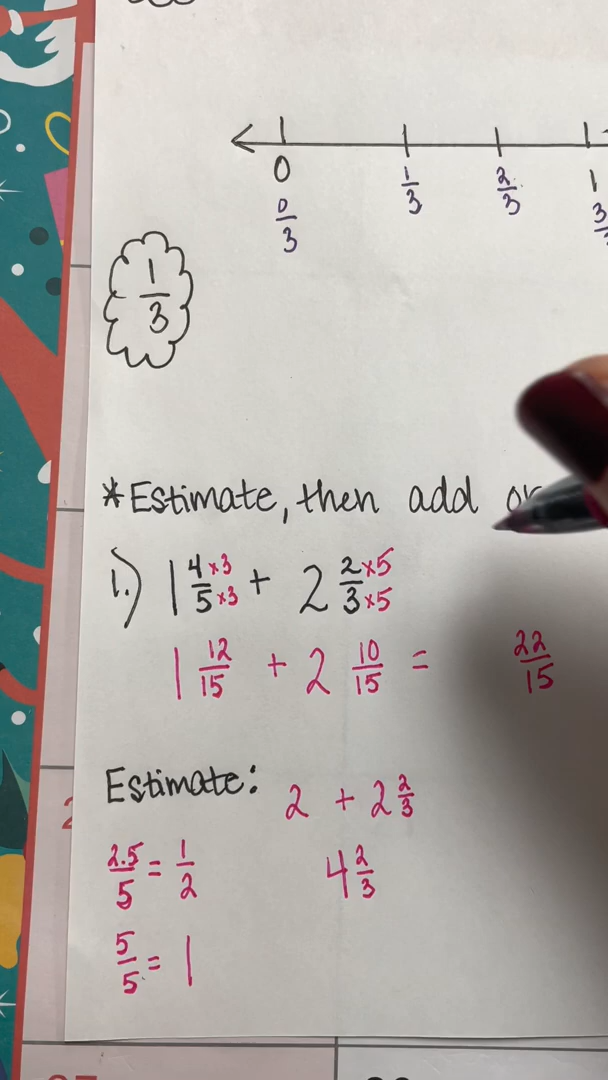 0 1/3 2/3 1
0/3
1/3
*Estimate, then add or
1.) 1 4/5 ×3 ×3 + 2 2/3 ×5 ×5
1 12/15 + 2 10/15 = 22/15
Estimate: 2 + 2 2/3
2.5/5 = 1/2 4 2/3
5/5 = 1